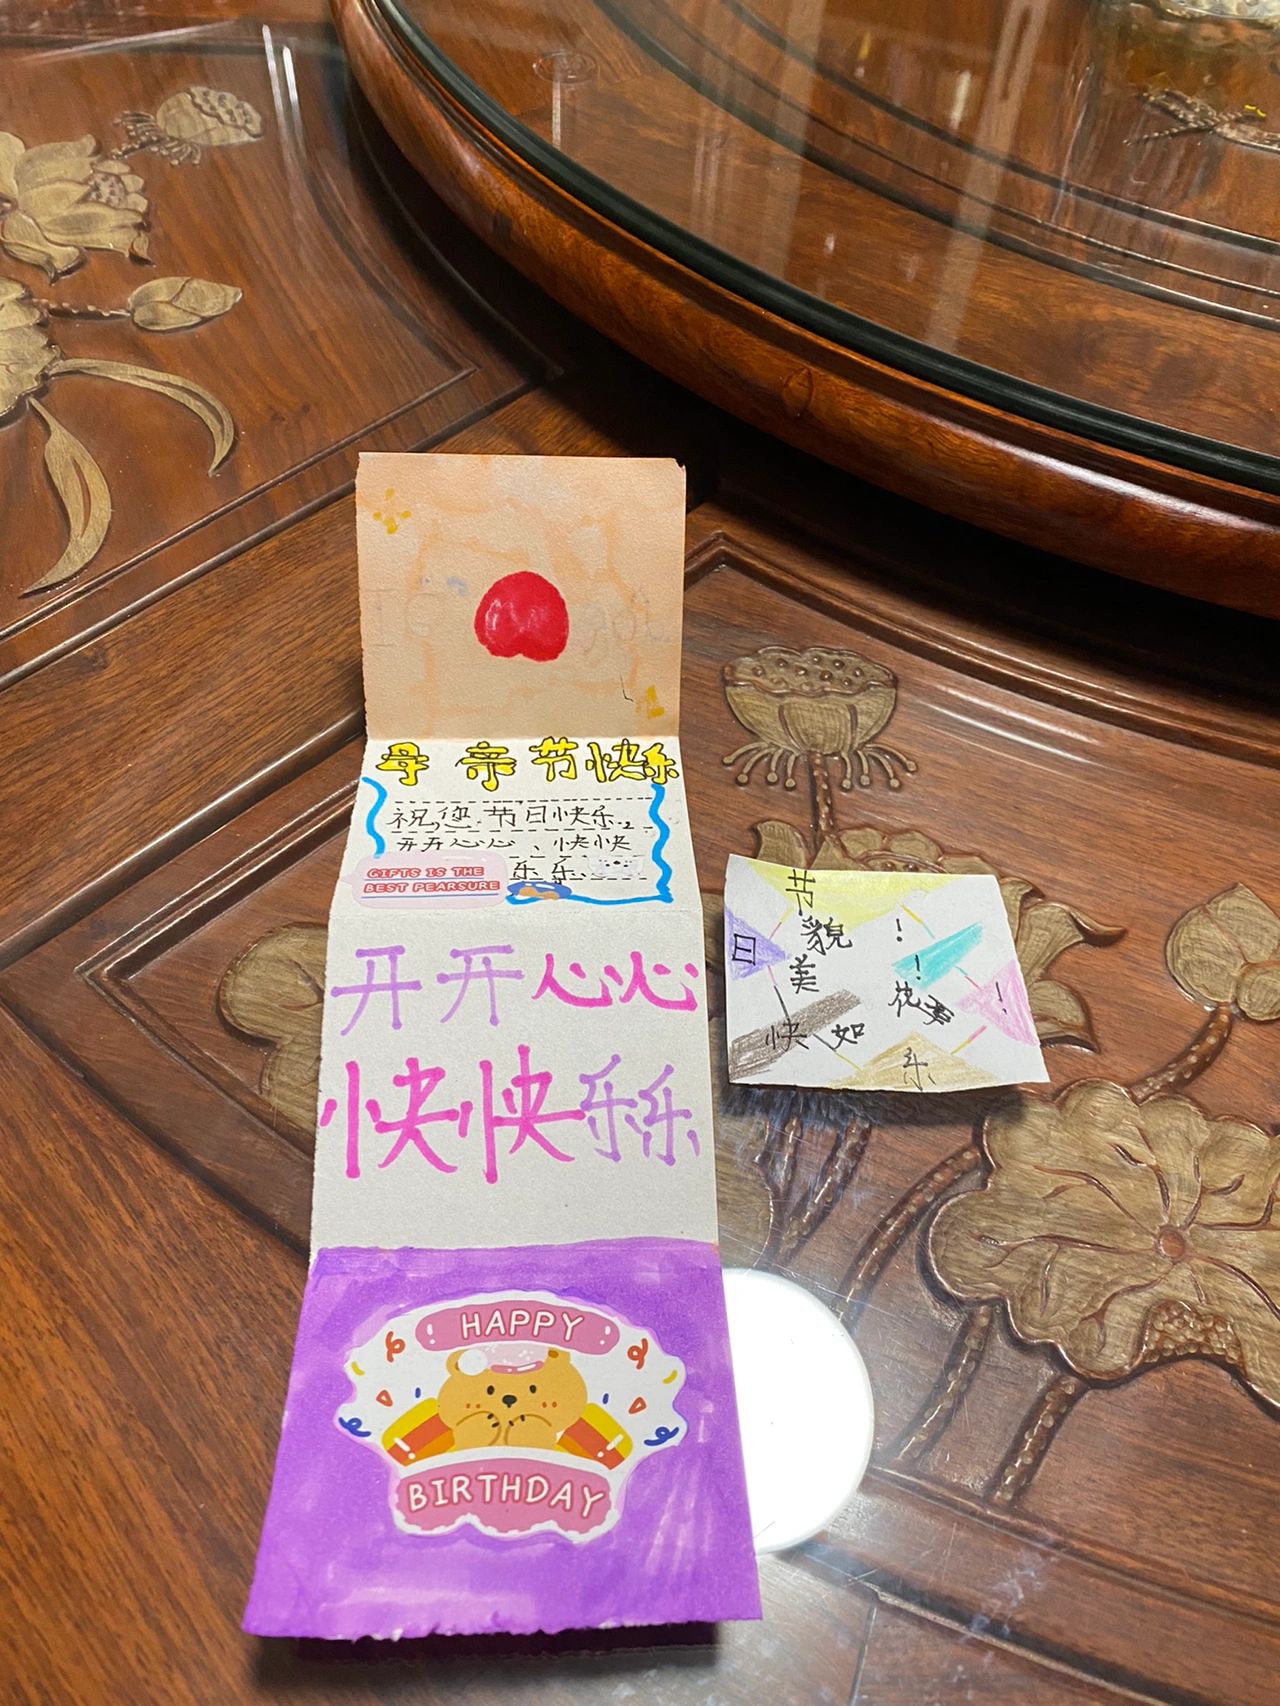 母亲节快乐
祝您节日快乐。
开开心心、快快
乐乐
GIFTS IS THE
BEST PEARSURE
开开心心
快快乐乐
HAPPY
BIRTHDAY
节
貌 !
日 !
美 花 !
快 如
乐